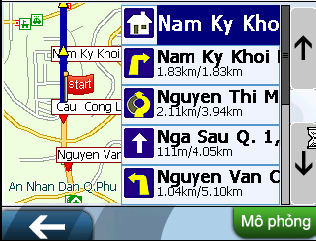 Nam Ky Khoi
start
Cau Cong L
Nguyen Van
An Nhan Dan Q.Phu
Nam Ky Kho
Nam Ky Khoi
1.83km/1.83km
Nguyen Thi M
2.11km/3.94km
Nga Sau Q. 1,
111m/4.05km
Nguyen Van C
1.04km/5.10km
Mô phỏng